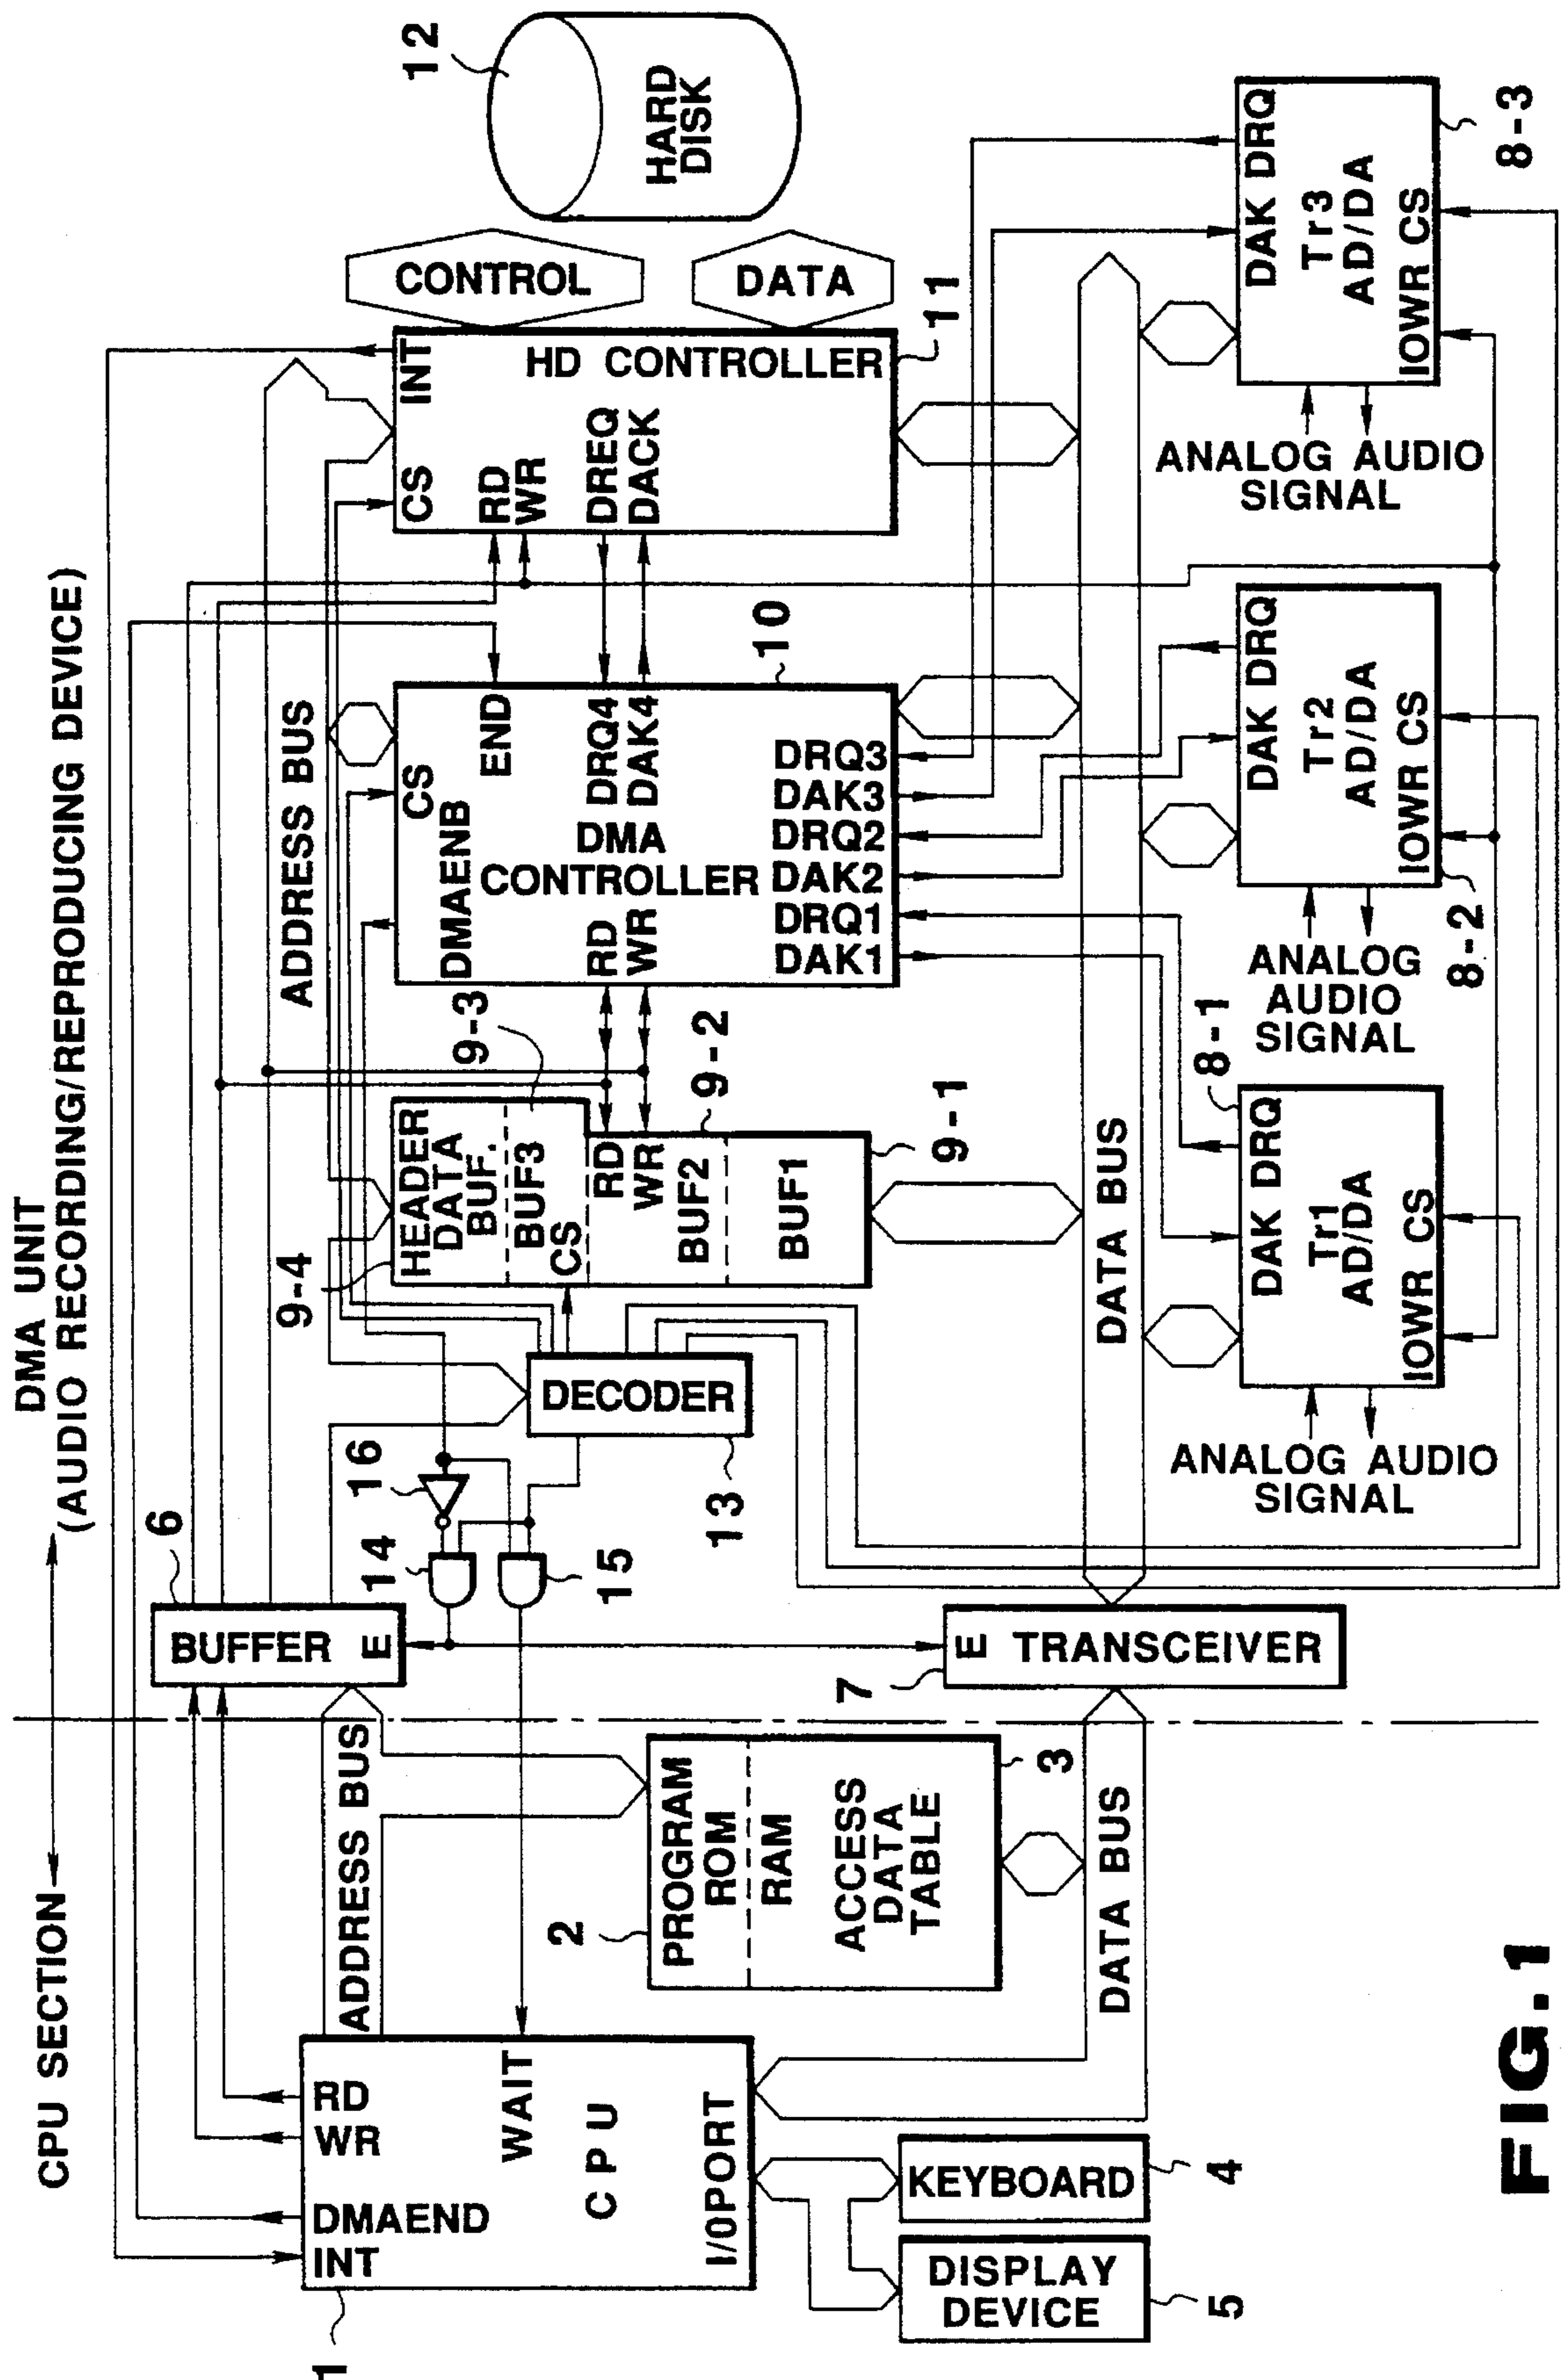 DMA UNIT
CPU SECTION
(AUDIO RECORDING/REPRODUCING DEVICE)
1
INT
DMAEND
WR
RD
WAIT
CPU
I/OPORT
DISPLAY
DEVICE
5
KEYBOARD
4
ADDRESS BUS
2
PROGRAM
ROM
RAM
ACCESS
DATA
TABLE
3
DATA BUS
6
BUFFER
E
7
E
TRANSCEIVER
14
15
16
DECODER
13
9-4
HEADER
DATA
BUF.
BUF3
CS
RD
WR
BUF2
BUF1
9-3
9-2
9-1
ADDRESS BUS
CS
DMAENB
END
DRQ4
DAK4
DMA
CONTROLLER
RD
WR
DRQ3
DAK3
DRQ2
DAK2
DRQ1
DAK1
10
CS
INT
HD CONTROLLER
RD
WR
DREQ
DACK
11
CONTROL
DATA
12
HARD
DISK
DATA BUS
8-1
DAK DRQ
Tr1
AD/DA
IOWR CS
ANALOG AUDIO
SIGNAL
DAK DRQ
Tr2
AD/DA
IOWR CS
8-2
ANALOG
AUDIO
SIGNAL
DAK DRQ
Tr3
AD/DA
IOWR CS
8-3
ANALOG AUDIO
SIGNAL
FIG.1